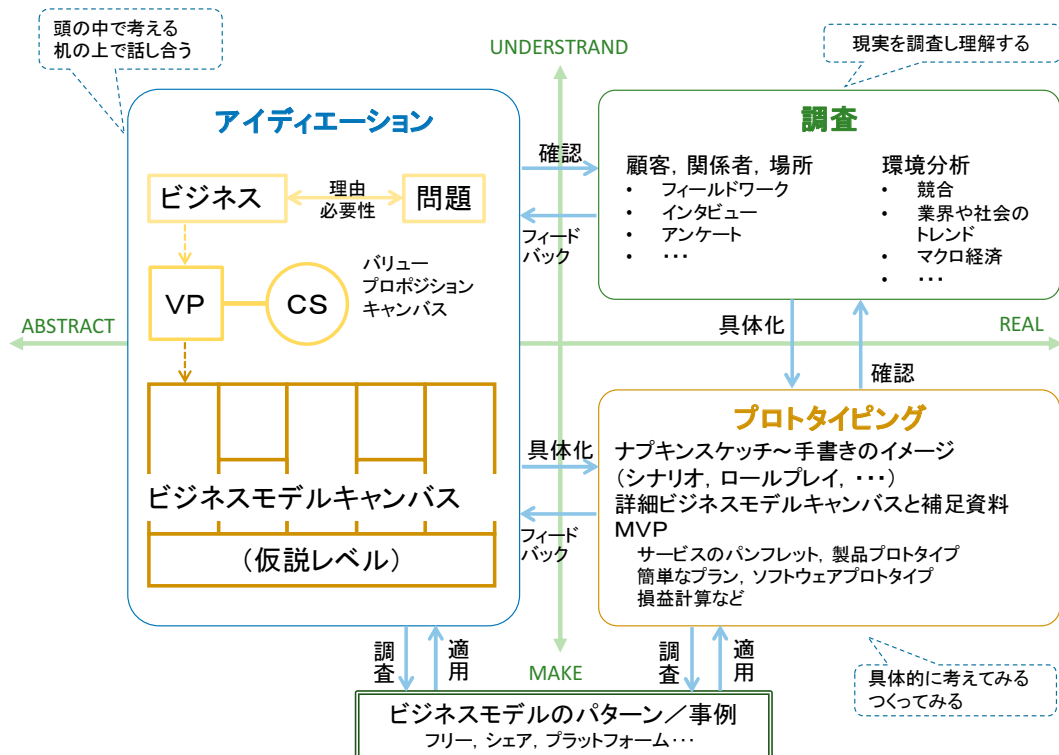 頭の中で考える
机の上で話し合う
UNDERSTAND
現実を調査し理解する
アイディエーション
ビジネス
理由
必要性
問題
VP
CS
バリュー
プロポジション
キャンバス
ビジネスモデルキャンバス
（仮説レベル）
確認
フィード
バック
調査
顧客，関係者，場所
• フィールドワーク
• インタビュー
• アンケート
• ・・・
環境分析
• 競合
• 業界や社会の
トレンド
• マクロ経済
• ・・・
ABSTRACT
REAL
具体化
確認
具体化
フィード
バック
プロトタイピング
ナプキンスケッチ～手書きのイメージ
（シナリオ，ロールプレイ，・・・）
詳細ビジネスモデルキャンバスと補足資料
MVP
サービスのパンフレット，製品プロトタイプ
簡単なプラン，ソフトウェアプロトタイプ
損益計算など
調査
適用
MAKE
調査
適用
具体的に考えてみる
つくってみる
ビジネスモデルのパターン／事例
フリー，シェア，プラットフォーム・・・